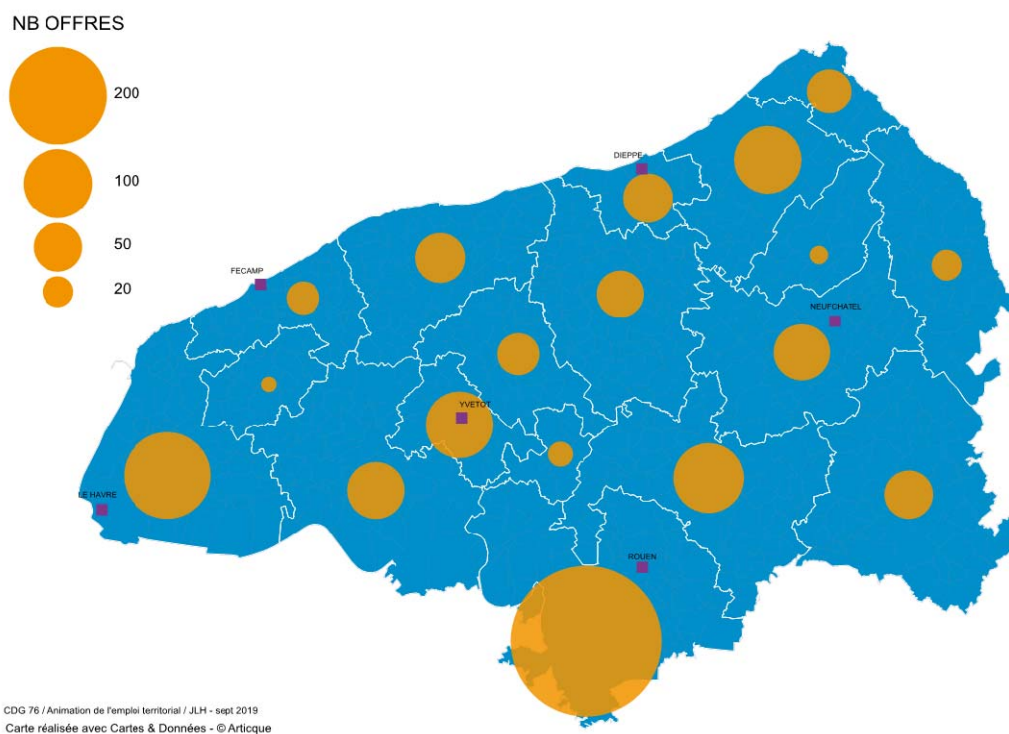 NB OFFRES
200
100
50
20
DIEPPE
FECAMP
NEUFCHATEL
YVETOT
LE HAVRE
ROUEN
CDG 76 / Animation de l'emploi territorial / JLH - sept 2019
Carte réalisée avec Cartes & Données - © Articque